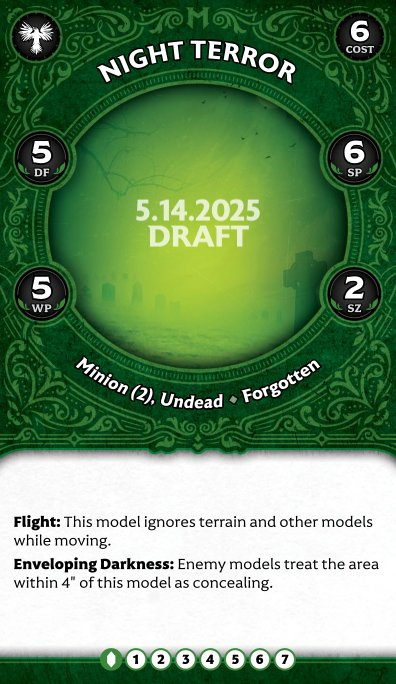 M
NIGHT TERROR
6
COST
5
DF
6
SP
5.14.2025
DRAFT
5
WP
2
SZ
Minion (2), Undead ♦ Forgotten
Flight: This model ignores terrain and other models
while moving.
Enveloping Darkness: Enemy models treat the area
within 4" of this model as concealing.
1 2 3 4 5 6 7